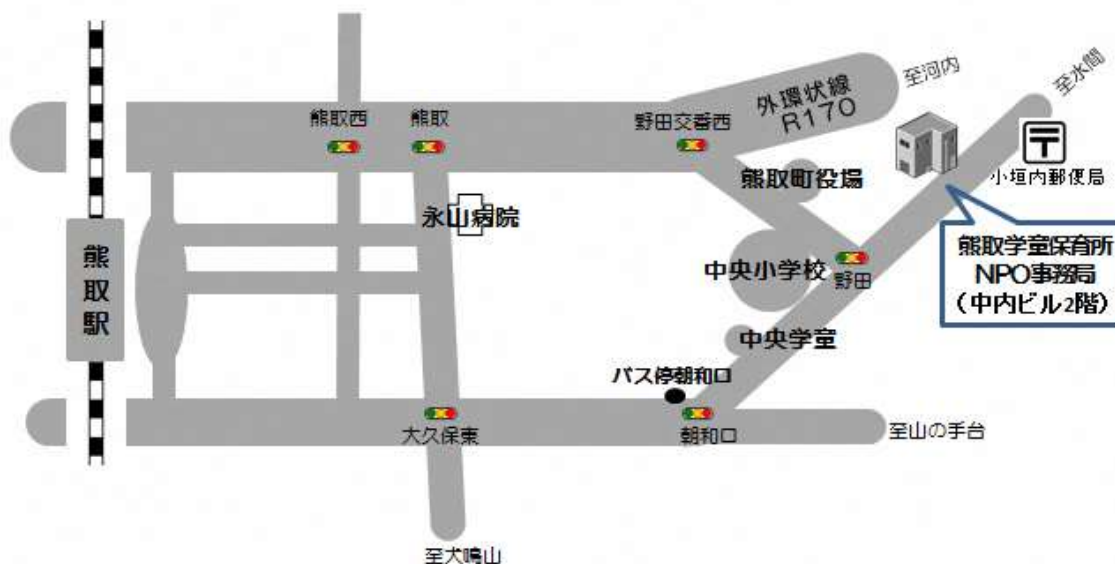 至河内
至水間
外環状線
R170
熊取西
熊取
野田交番西
小垣内郵便局
熊取町役場
永山病院
熊取駅
熊取学童保育所
NPO事務局
(中内ビル2階)
中央小学校
野田
中央学童
バス停朝和口
大久保東
朝和口
至山の手台
至犬鳴山